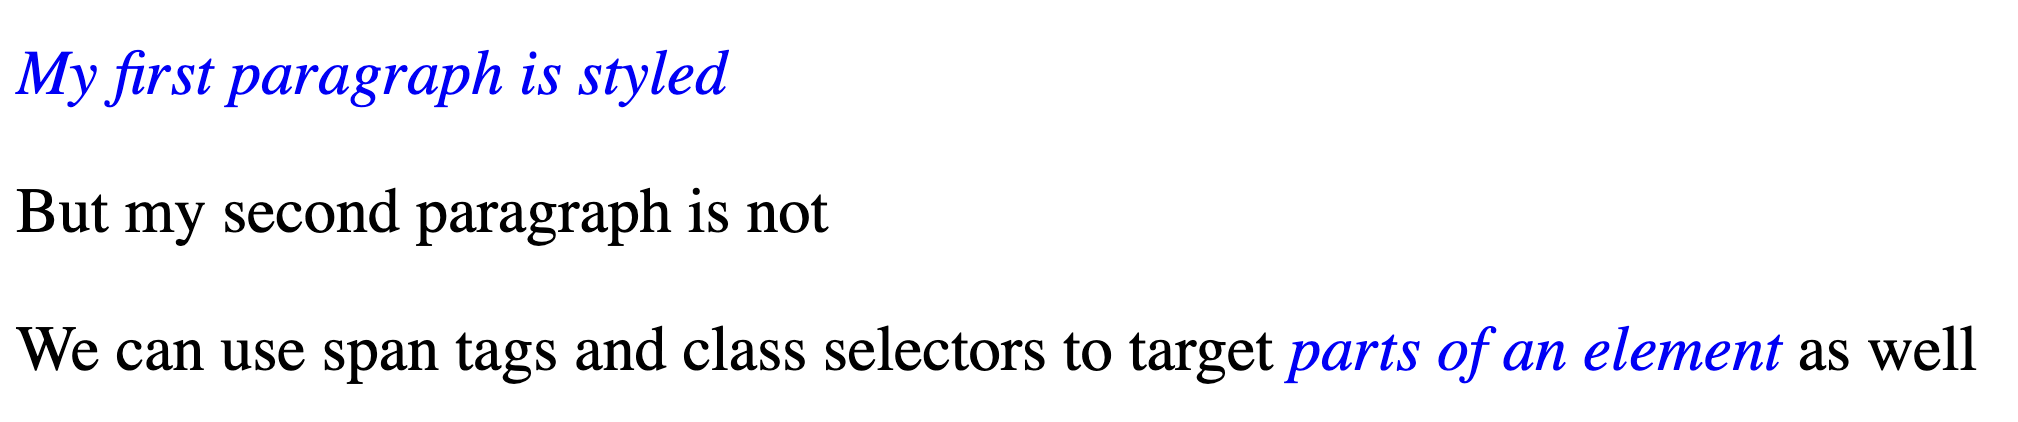 My first paragraph is styled
But my second paragraph is not
We can use span tags and class selectors to target parts of an element as well